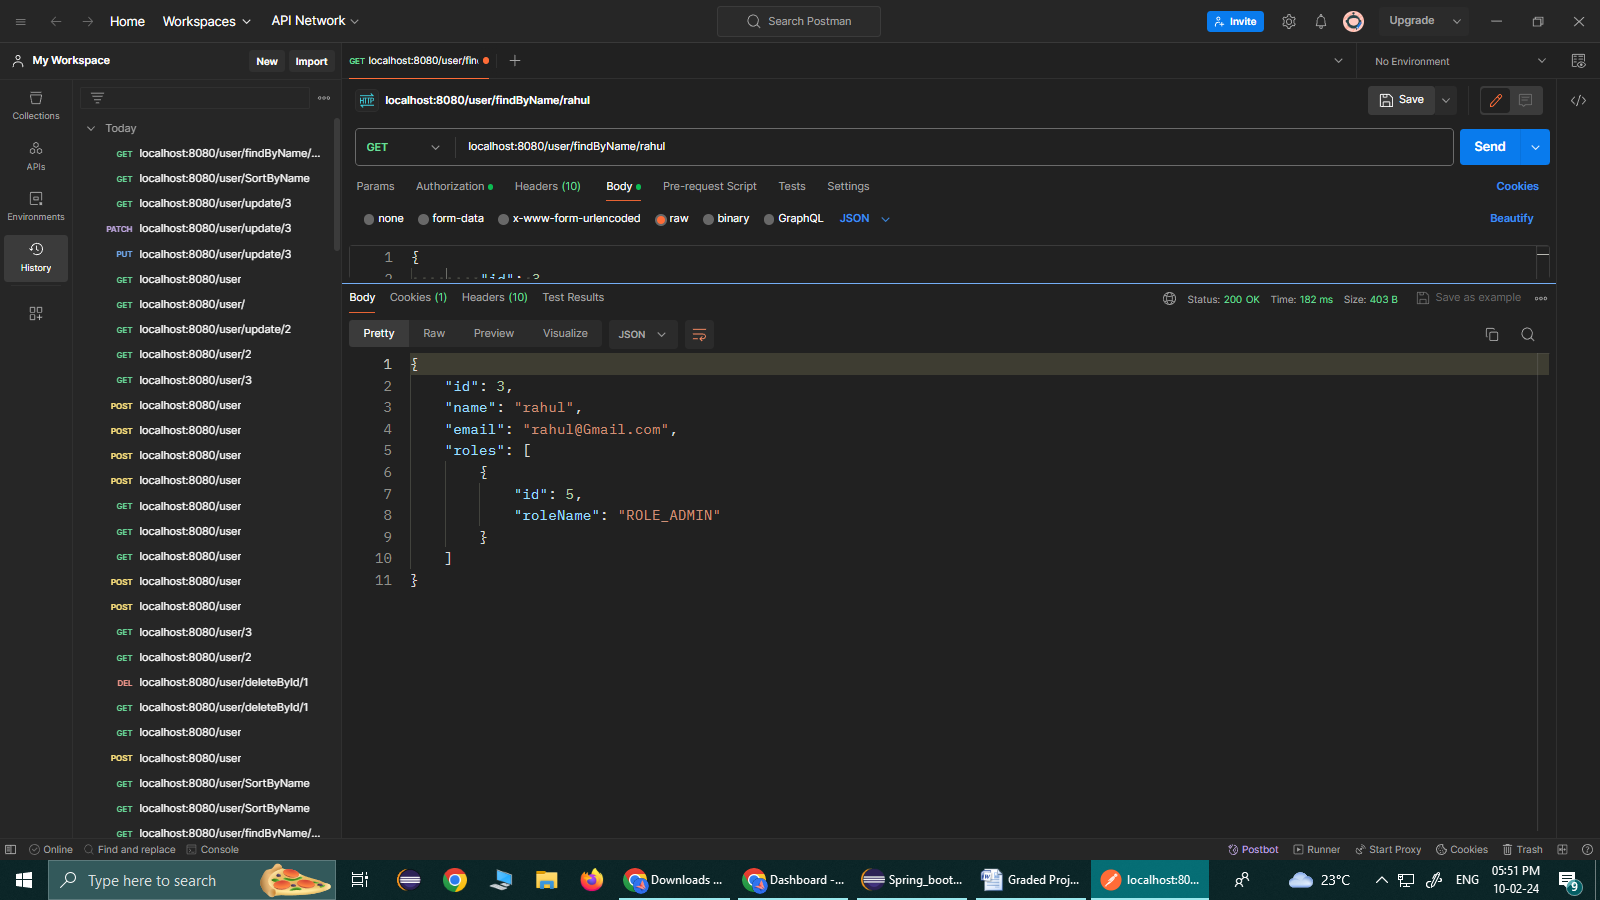 Home Workspaces API Network Search Postman Invite Upgrade
My Workspace New Import GET localhost:8080/user/fin No Environment
HTTP localhost:8080/user/findByName/rahul Save
Collections
APIs
Environments
History
Today
GET localhost:8080/user/findByName/...
GET localhost:8080/user/SortByName
GET localhost:8080/user/update/3
PATCH localhost:8080/user/update/3
PUT localhost:8080/user/update/3
GET localhost:8080/user
GET localhost:8080/user/
GET localhost:8080/user/update/2
GET localhost:8080/user/2
GET localhost:8080/user/3
POST localhost:8080/user
POST localhost:8080/user
POST localhost:8080/user
POST localhost:8080/user
GET localhost:8080/user
GET localhost:8080/user
GET localhost:8080/user
POST localhost:8080/user
POST localhost:8080/user
GET localhost:8080/user/3
GET localhost:8080/user/2
DEL localhost:8080/user/deleteById/1
GET localhost:8080/user/deleteById/1
GET localhost:8080/user
POST localhost:8080/user
GET localhost:8080/user/SortByName
GET localhost:8080/user/SortByName
GET localhost:8080/user/findByName/...
GET localhost:8080/user/findByName/rahul Send
Params Authorization Headers (10) Body Pre-request Script Tests Settings Cookies
none form-data x-www-form-urlencoded raw binary GraphQL JSON Beautify
1 {
2 "id": 3,
Body Cookies (1) Headers (10) Test Results Status: 200 OK Time: 182 ms Size: 403 B Save as example
Pretty Raw Preview Visualize JSON
1 {
2 "id": 3,
3 "name": "rahul",
4 "email": "rahul@Gmail.com",
5 "roles": [
6 {
7 "id": 5,
8 "roleName": "ROLE_ADMIN"
9 }
10 ]
11 }
Online Find and replace Console Postbot Runner Start Proxy Cookies Trash
Type here to search Downloads ... Dashboard -... Spring_boot... Graded Proj... localhost:80... 23°C ENG 05:51 PM
10-02-24 9